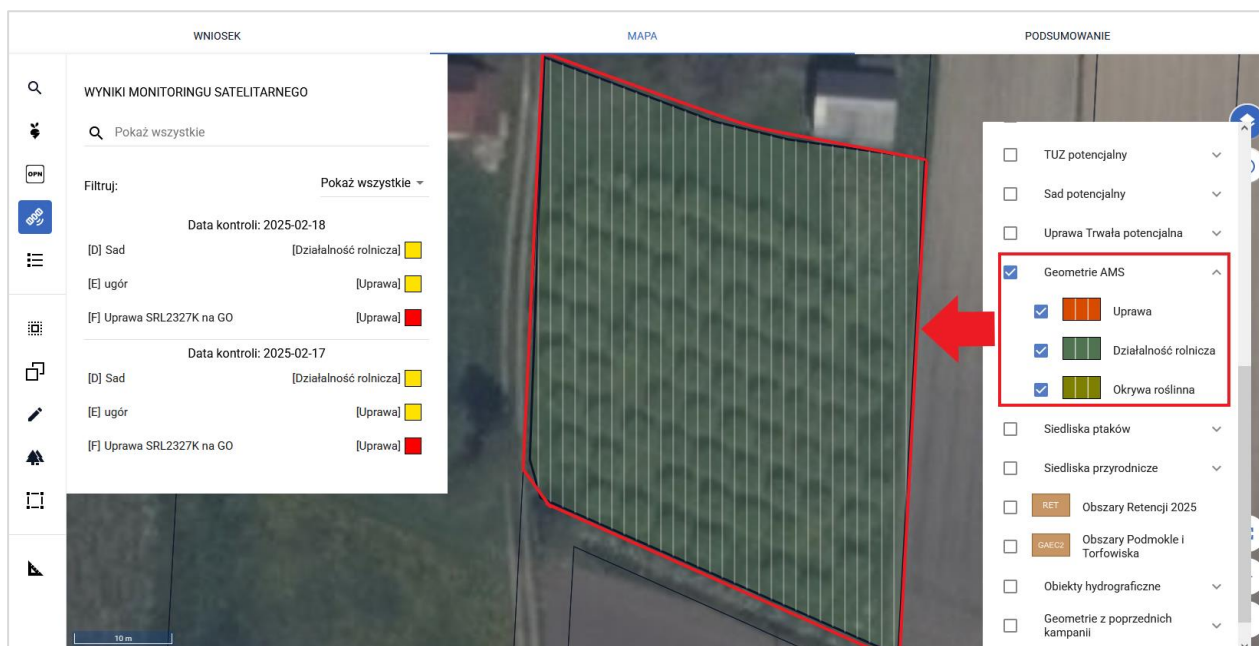 WNIOSEK
MAPA
PODSUMOWANIE
OPN
WYNIKI MONITORINGU SATELITARNEGO
Pokaż wszystkie
Filtruj:
Pokaż wszystkie
Data kontroli: 2025-02-18
[D] Sad [Działalność rolnicza]
[E] ugór [Uprawa]
[F] Uprawa SRL2327K na GO [Uprawa]
Data kontroli: 2025-02-17
[D] Sad [Działalność rolnicza]
[E] ugór [Uprawa]
[F] Uprawa SRL2327K na GO [Uprawa]
10 m
TUZ potencjalny
Sad potencjalny
Uprawa Trwała potencjalna
Geometrie AMS
Uprawa
Działalność rolnicza
Okrywa roślinna
Siedliska ptaków
Siedliska przyrodnicze
RET Obszary Retencji 2025
GAEC2 Obszary Podmokłe i
Torfowiska
Obiekty hydrograficzne
Geometrie z poprzednich
kampanii